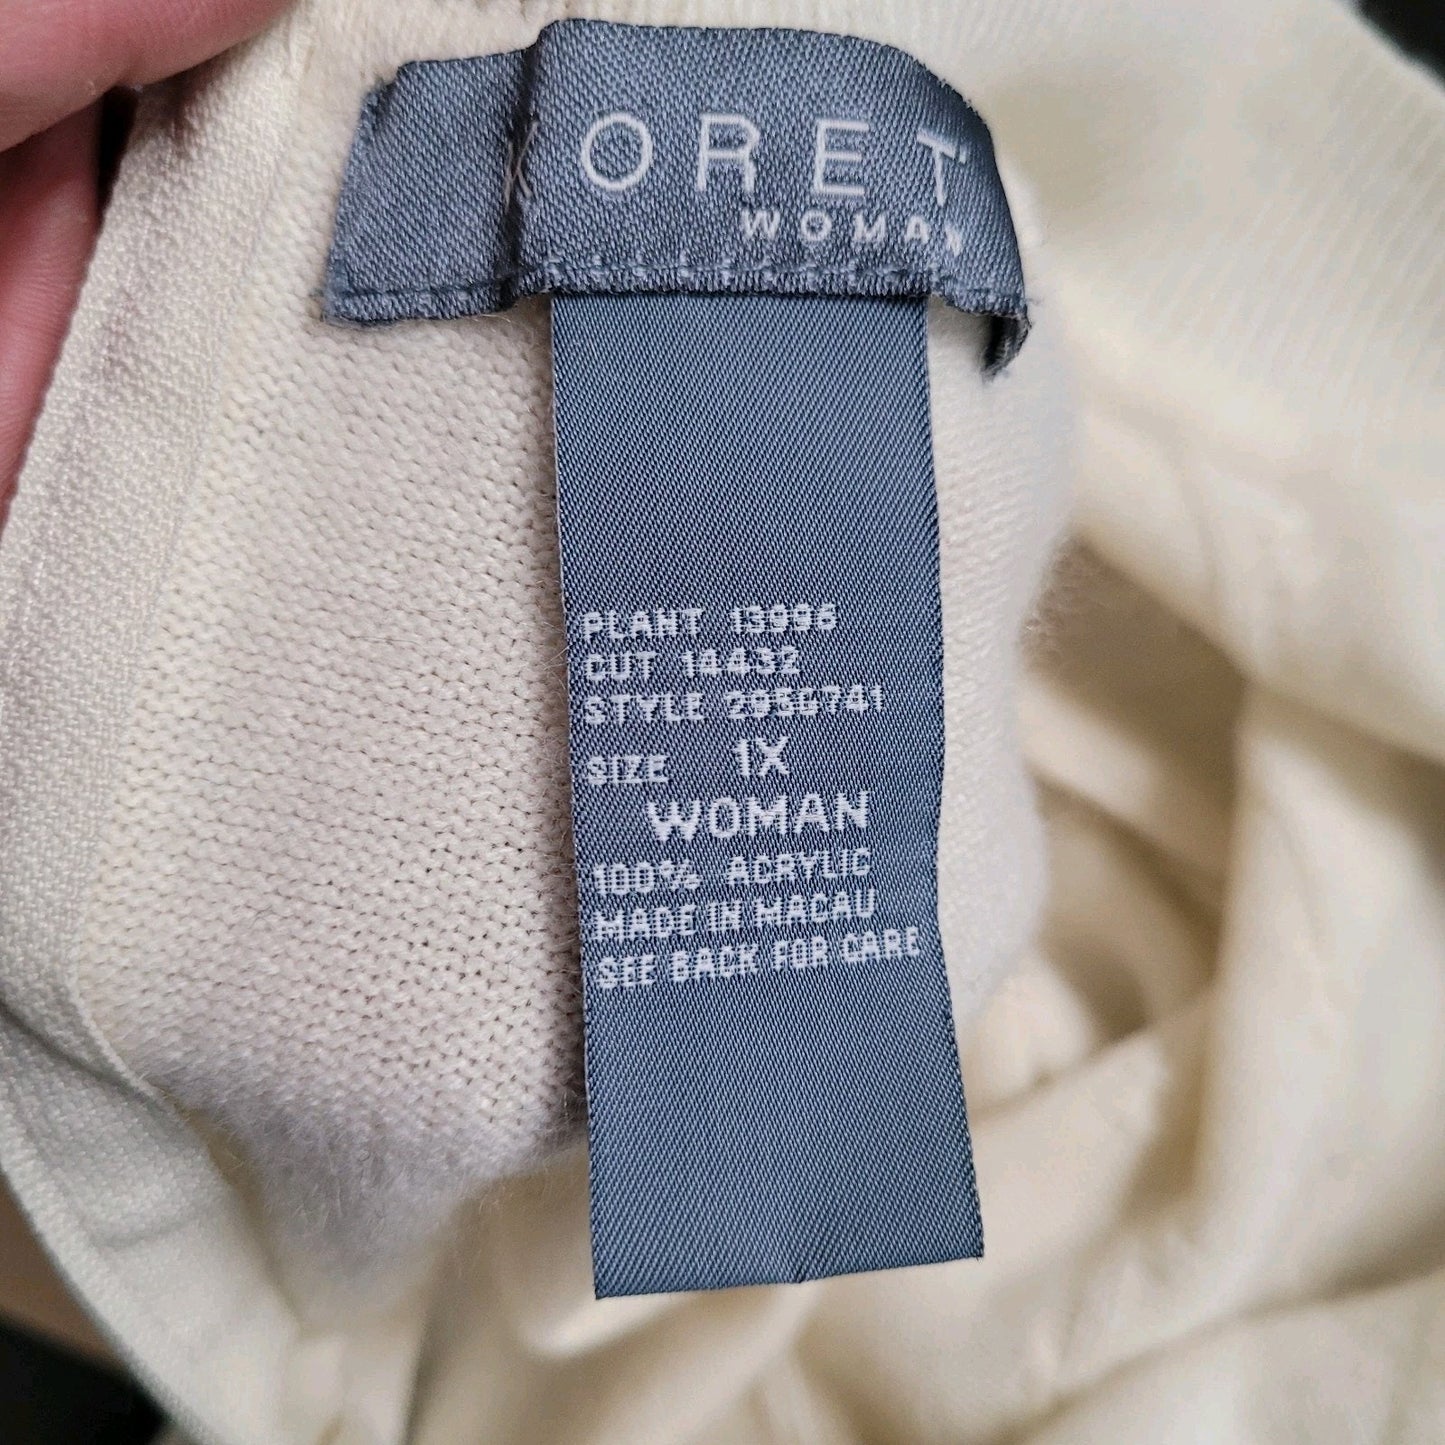 KORET
WOMAN
PLANT 13996
CUT 14432
STYLE 2956741
SIZE 1X
WOMAN
100% ACRYLIC
MADE IN MACAU
SEE BACK FOR CARE